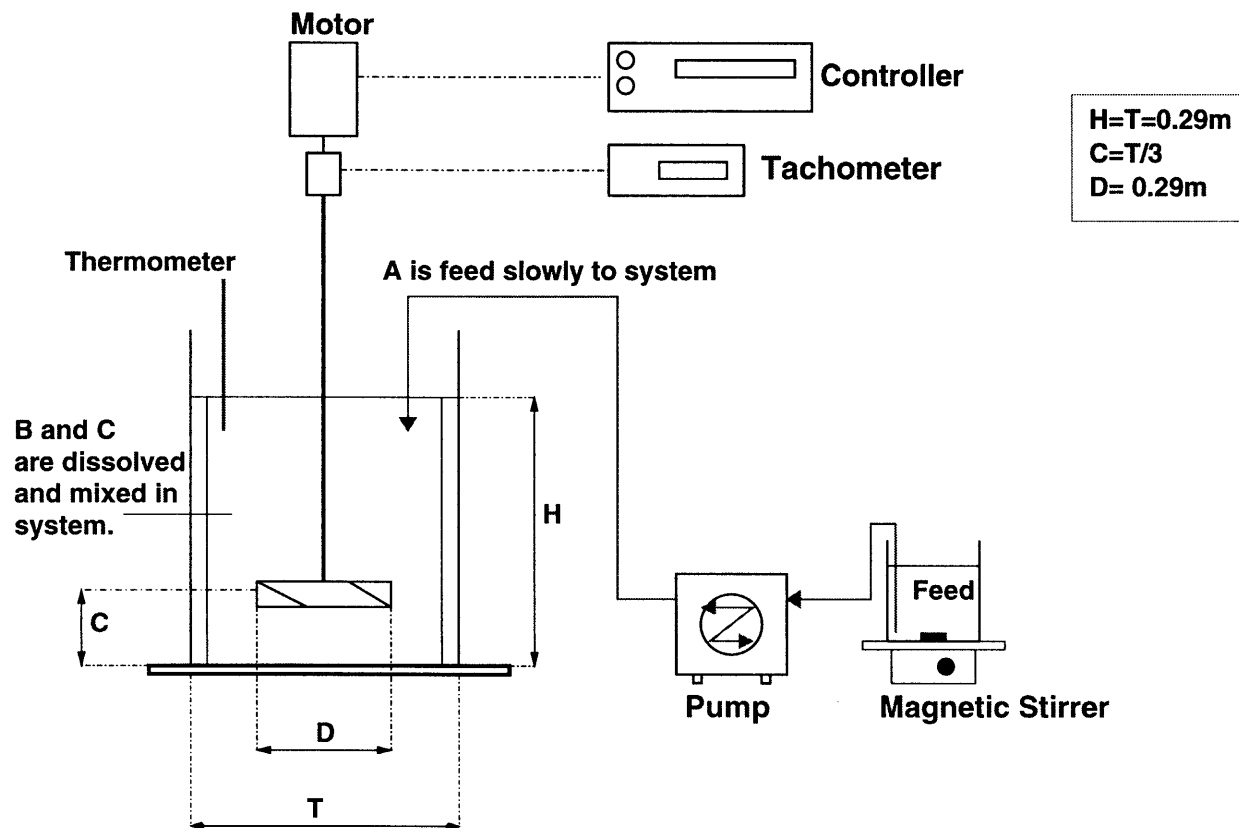 Motor
Controller
H=T=0.29m
C=T/3
D= 0.29m
Tachometer
Thermometer
A is feed slowly to system
B and C
are dissolved
and mixed in
system.
H
C
Feed
Pump
Magnetic Stirrer
D
T